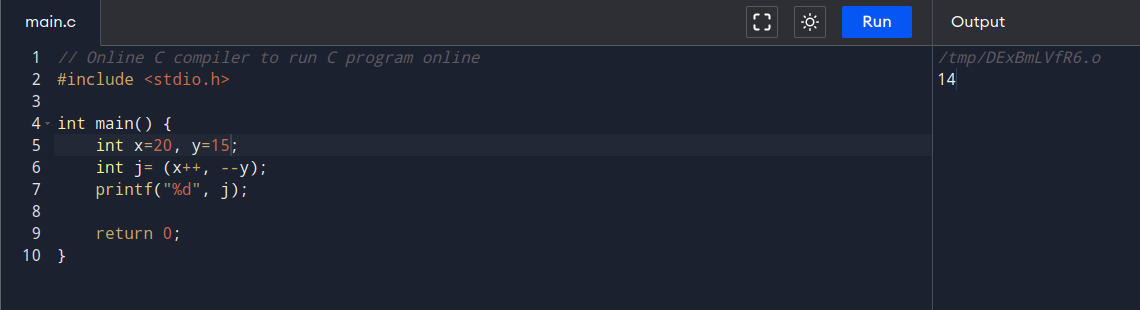 main.c Run Output
1 // Online C compiler to run C program online
2 #include <stdio.h>
3
4 int main() {
5     int x=20, y=15;
6     int j= (x++, --y);
7     printf("%d", j);
8
9     return 0;
10 }
/tmp/DExBmLVfR6.o
14